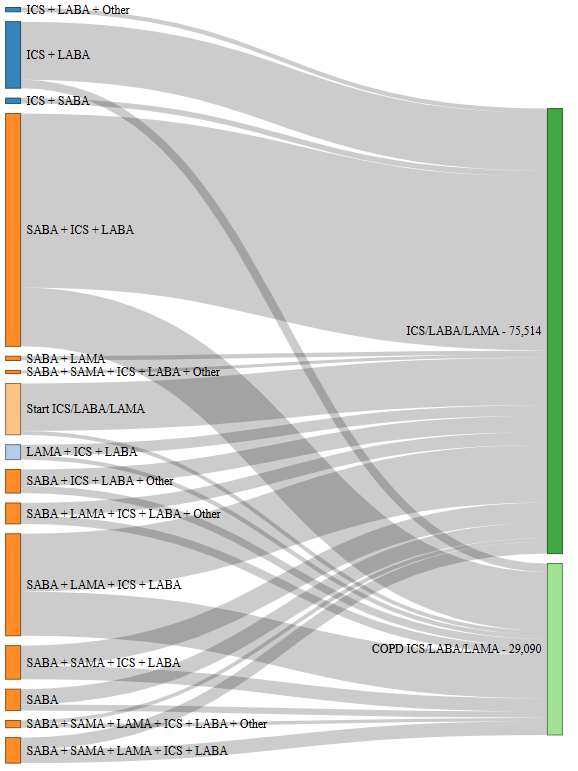 ICS + LABA + Other
ICS + LABA
ICS + SABA
SABA + ICS + LABA
ICS/LABA/LAMA - 75,514
SABA + LAMA
SABA + SAMA + ICS + LABA + Other
Start ICS/LABA/LAMA
LAMA + ICS + LABA
SABA + ICS + LABA + Other
SABA + LAMA + ICS + LABA + Other
SABA + LAMA + ICS + LABA
COPD ICS/LABA/LAMA - 29,090
SABA + SAMA + ICS + LABA
SABA
SABA + SAMA + LAMA + ICS + LABA + Other
SABA + SAMA + LAMA + ICS + LABA